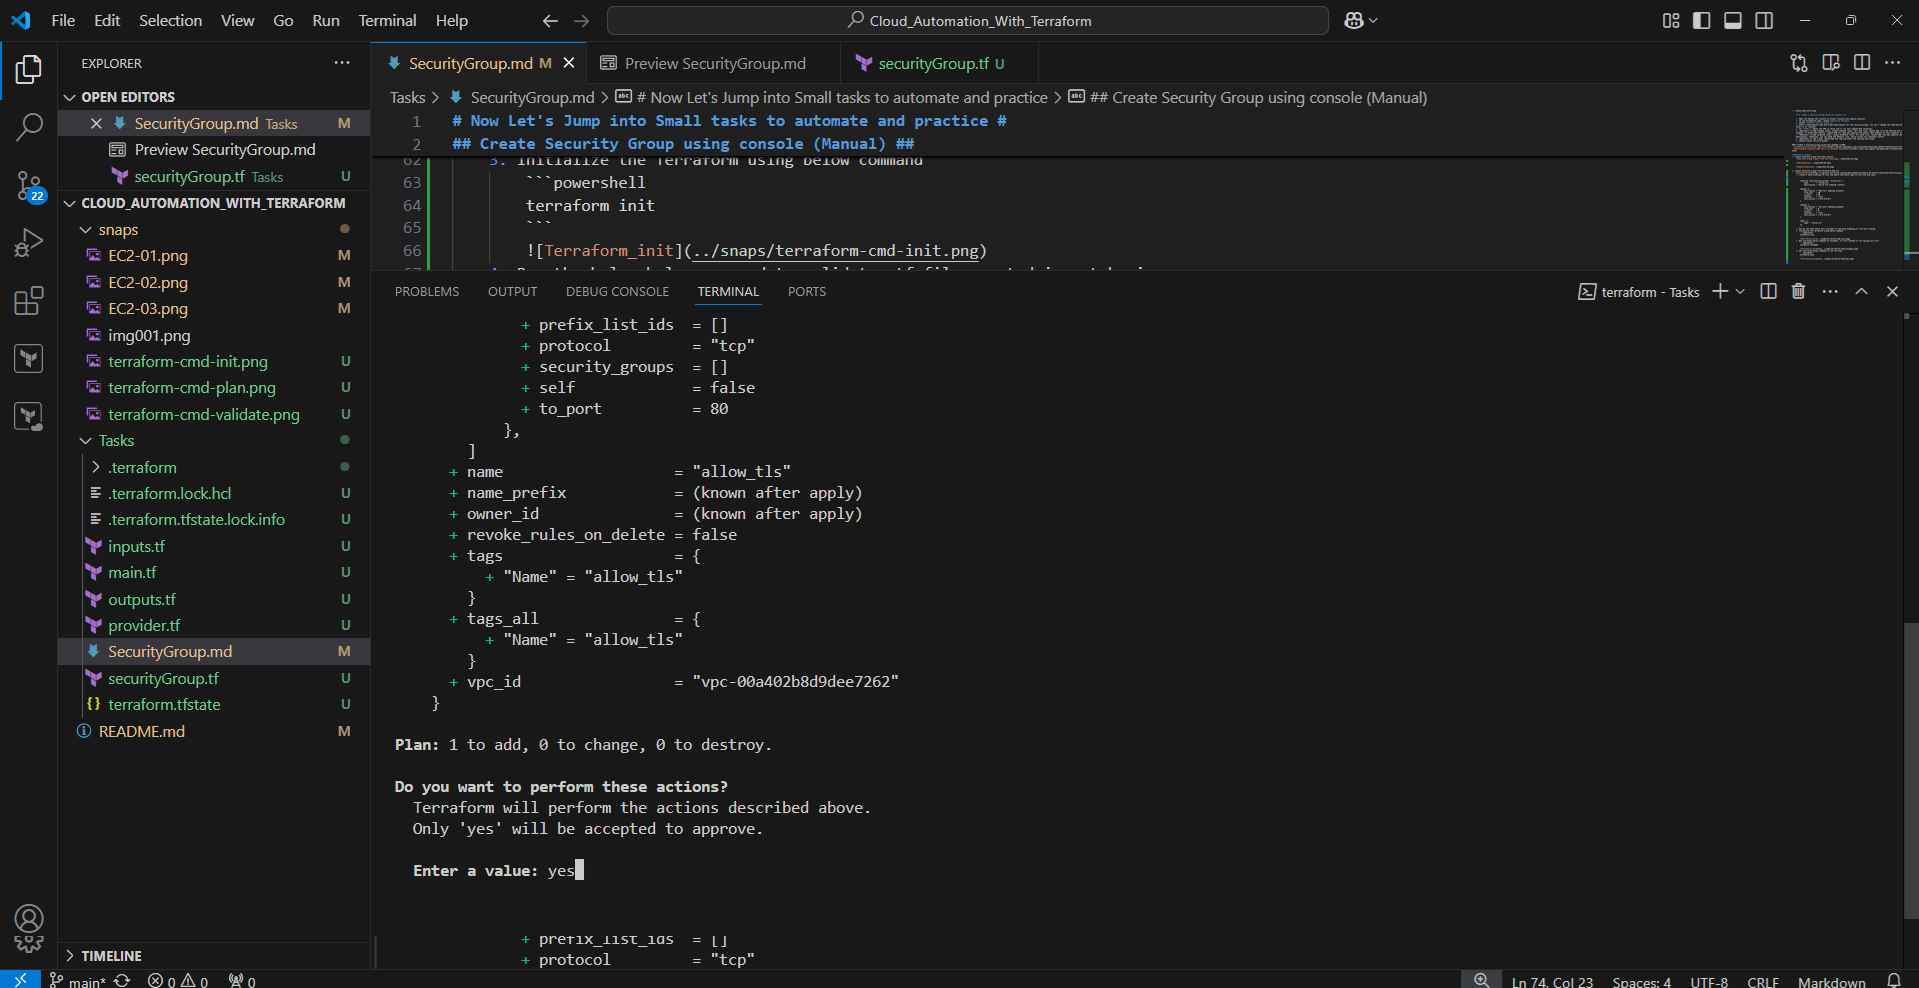 File Edit Selection View Go Run Terminal Help
Cloud_Automation_With_Terraform
EXPLORER
OPEN EDITORS
SecurityGroup.md Tasks M
Preview SecurityGroup.md
securityGroup.tf Tasks U
CLOUD_AUTOMATION_WITH_TERRAFORM
snaps
EC2-01.png M
EC2-02.png M
EC2-03.png M
img001.png
terraform-cmd-init.png U
terraform-cmd-plan.png U
terraform-cmd-validate.png U
Tasks
.terraform
.terraform.lock.hcl U
.terraform.tfstate.lock.info U
inputs.tf U
main.tf U
outputs.tf U
provider.tf U
SecurityGroup.md M
securityGroup.tf U
terraform.tfstate U
README.md M
TIMELINE
22
SecurityGroup.md M
Preview SecurityGroup.md
securityGroup.tf U
Tasks > SecurityGroup.md > # Now Let's Jump into Small tasks to automate and practice > ## Create Security Group using console (Manual)
1 # Now Let's Jump into Small tasks to automate and practice #
2 ## Create Security Group using console (Manual) ##
62 3. Initialize the Terraform using below command
63 ```powershell
64 terraform init
65 ```
66 ![Terraform_init](../snaps/terraform-cmd-init.png)
PROBLEMS OUTPUT DEBUG CONSOLE TERMINAL PORTS
terraform - Tasks
+ prefix_list_ids = []
+ protocol = "tcp"
+ security_groups = []
+ self = false
+ to_port = 80
},
]
+ name = "allow_tls"
+ name_prefix = (known after apply)
+ owner_id = (known after apply)
+ revoke_rules_on_delete = false
+ tags = {
+ "Name" = "allow_tls"
}
+ tags_all = {
+ "Name" = "allow_tls"
}
+ vpc_id = "vpc-00a402b8d9dee7262"
}
Plan: 1 to add, 0 to change, 0 to destroy.
Do you want to perform these actions?
Terraform will perform the actions described above.
Only 'yes' will be accepted to approve.
Enter a value: yes
+ prefix_list_ids = []
+ protocol = "tcp"
main* 0 0 0
Ln 74, Col 23 Spaces: 4 UTF-8 CRLF Markdown